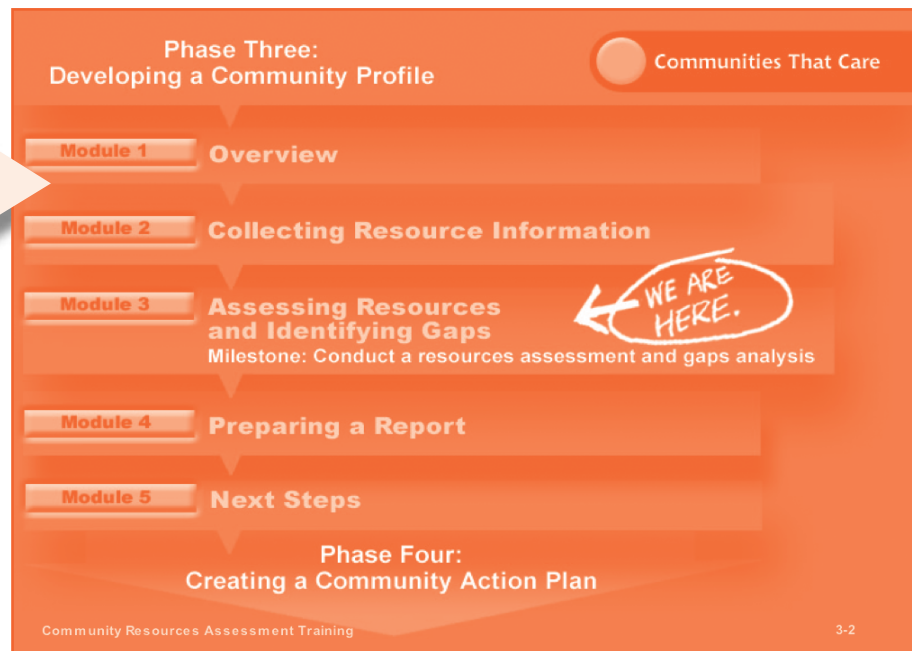 Phase Three:
Developing a Community Profile
Communities That Care
Module 1
Overview
Module 2
Collecting Resource Information
Module 3
Assessing Resources
and Identifying Gaps
Milestone: Conduct a resources assessment and gaps analysis
WE ARE
HERE.
Module 4
Preparing a Report
Module 5
Next Steps
Phase Four:
Creating a Community Action Plan
Community Resources Assessment Training
3-2